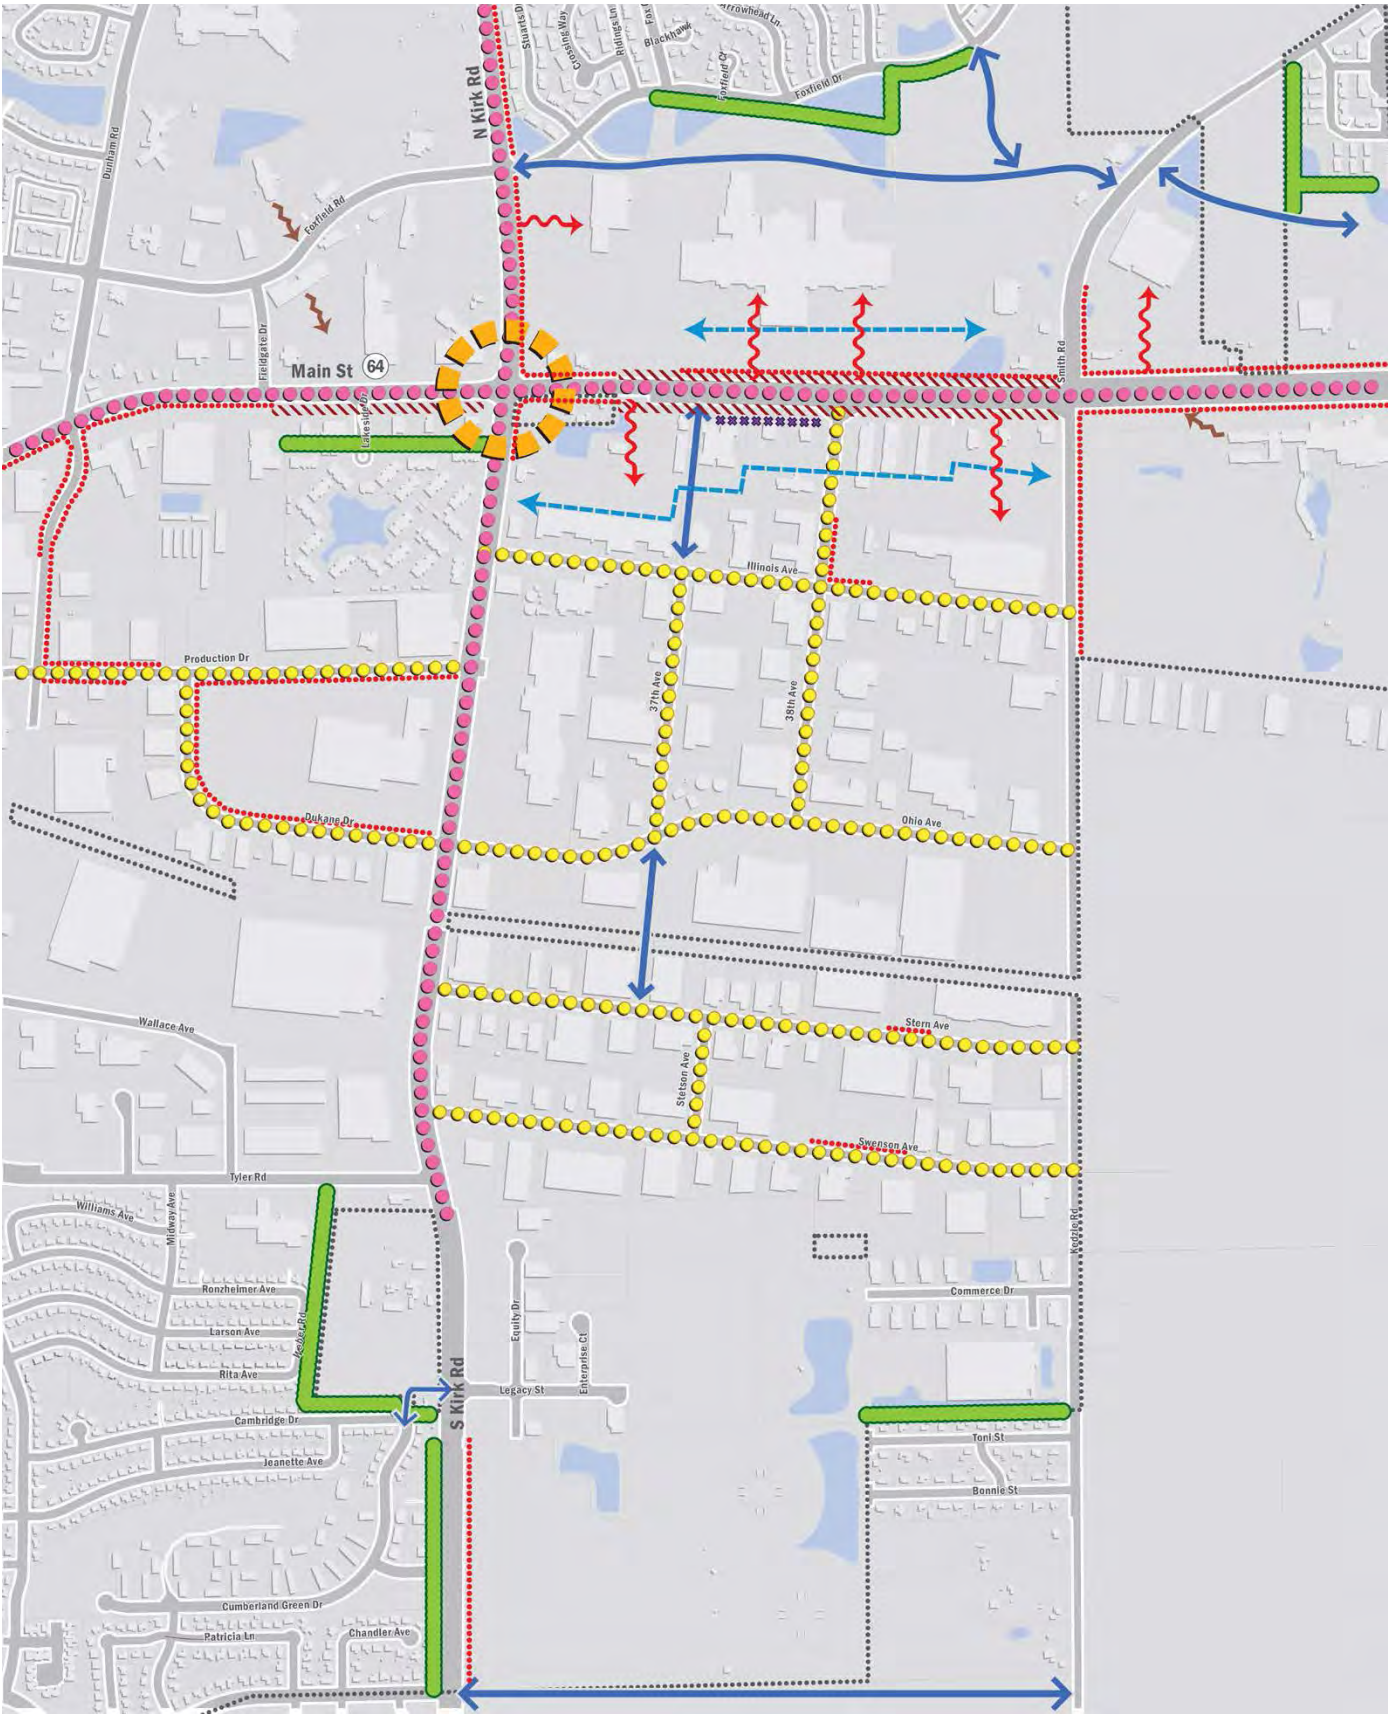 Stuarts D
Crossing Way
Ridings Ln
Fox
Blackhawk
Arrowhead Ln
Foxfield Ct
Foxfield Dr
N Kirk Rd
Dunham Rd
Foxfield Rd
Fieldgate Dr
Main St
64
Smith Rd
Lakeside Dr
Illinois Ave
Production Dr
37th Ave
38th Ave
Dukane Dr
Ohio Ave
Wallace Ave
Stern Ave
Stetson Ave
Swenson Ave
Tyler Rd
Williams Ave
Midway Ave
Kedzie Rd
Ronzheimer Ave
Commerce Dr
Larson Ave
Weber Rd
Equity Dr
Enterprise Ct
Rita Ave
S Kirk Rd
Legacy St
Cambridge Dr
Toni St
Jeanette Ave
Bonnie St
Cumberland Green Dr
Patricia Ln
Chandler Ave